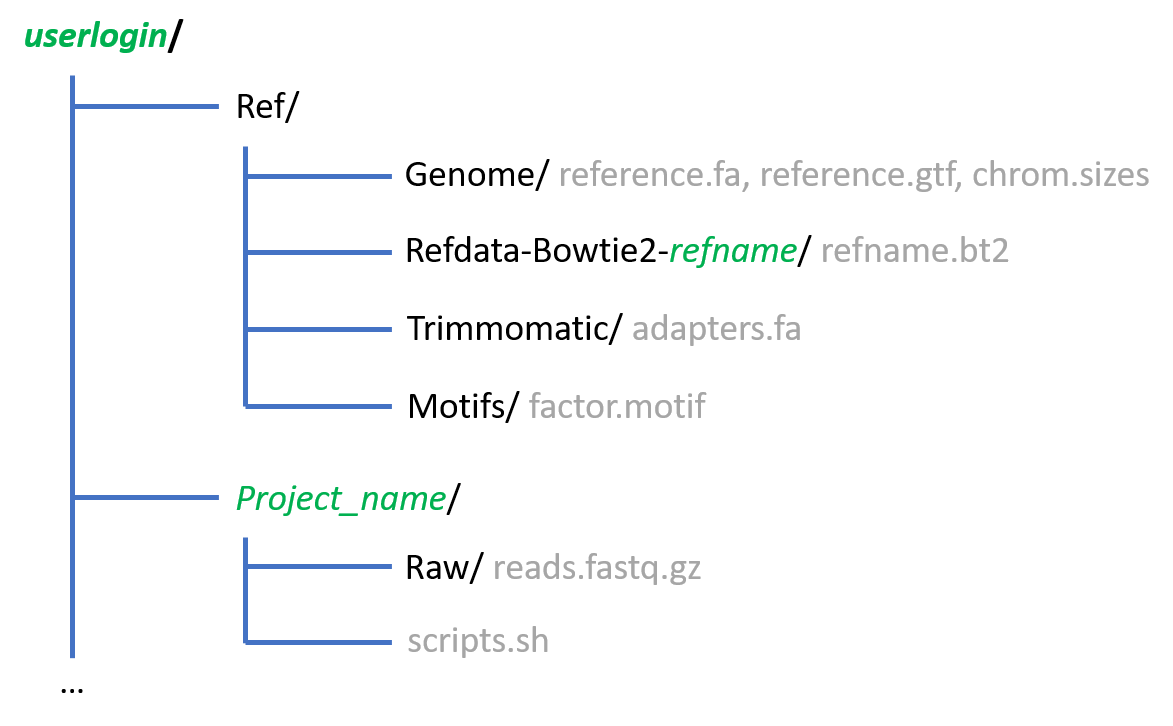 userlogin/
Ref/
Genome/ reference.fa, reference.gtf, chrom.sizes
Refdata-Bowtie2-refname/ refname.bt2
Trimmomatic/ adapters.fa
Motifs/ factor.motif
Project_name/
Raw/ reads.fastq.gz
scripts.sh
...